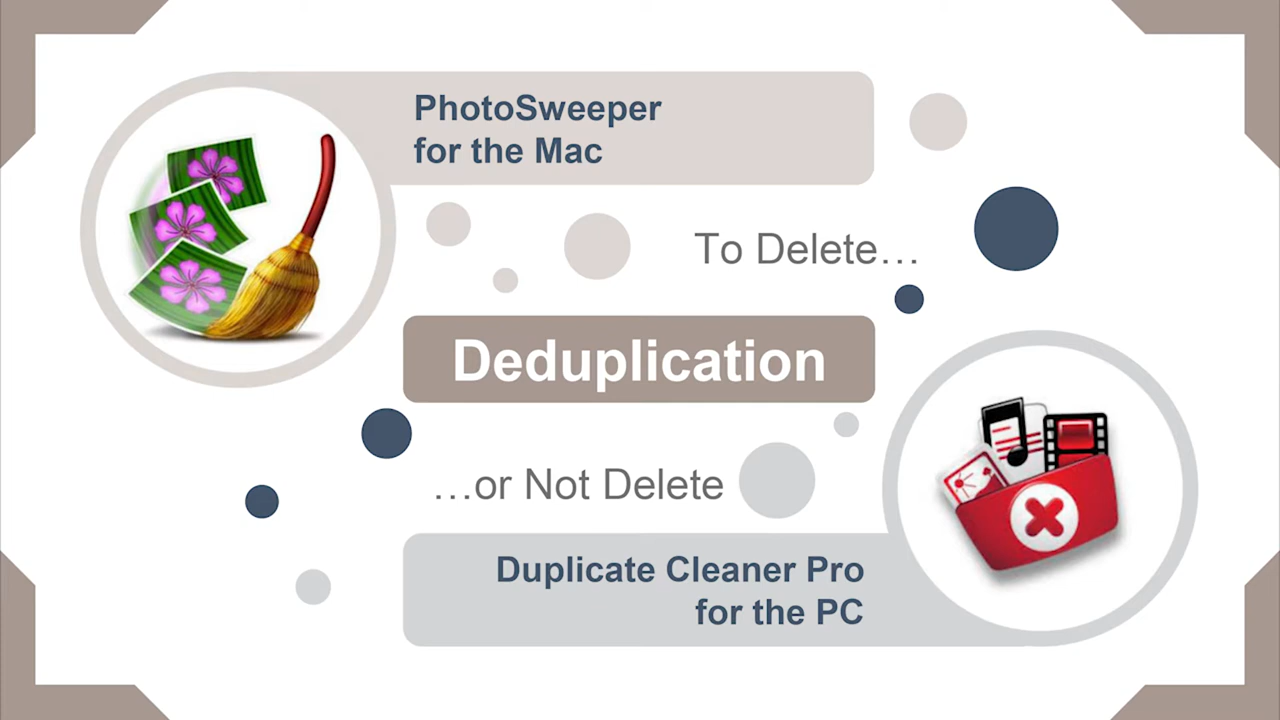 PhotoSweeper
for the Mac
To Delete…
Deduplication
…or Not Delete
Duplicate Cleaner Pro
for the PC